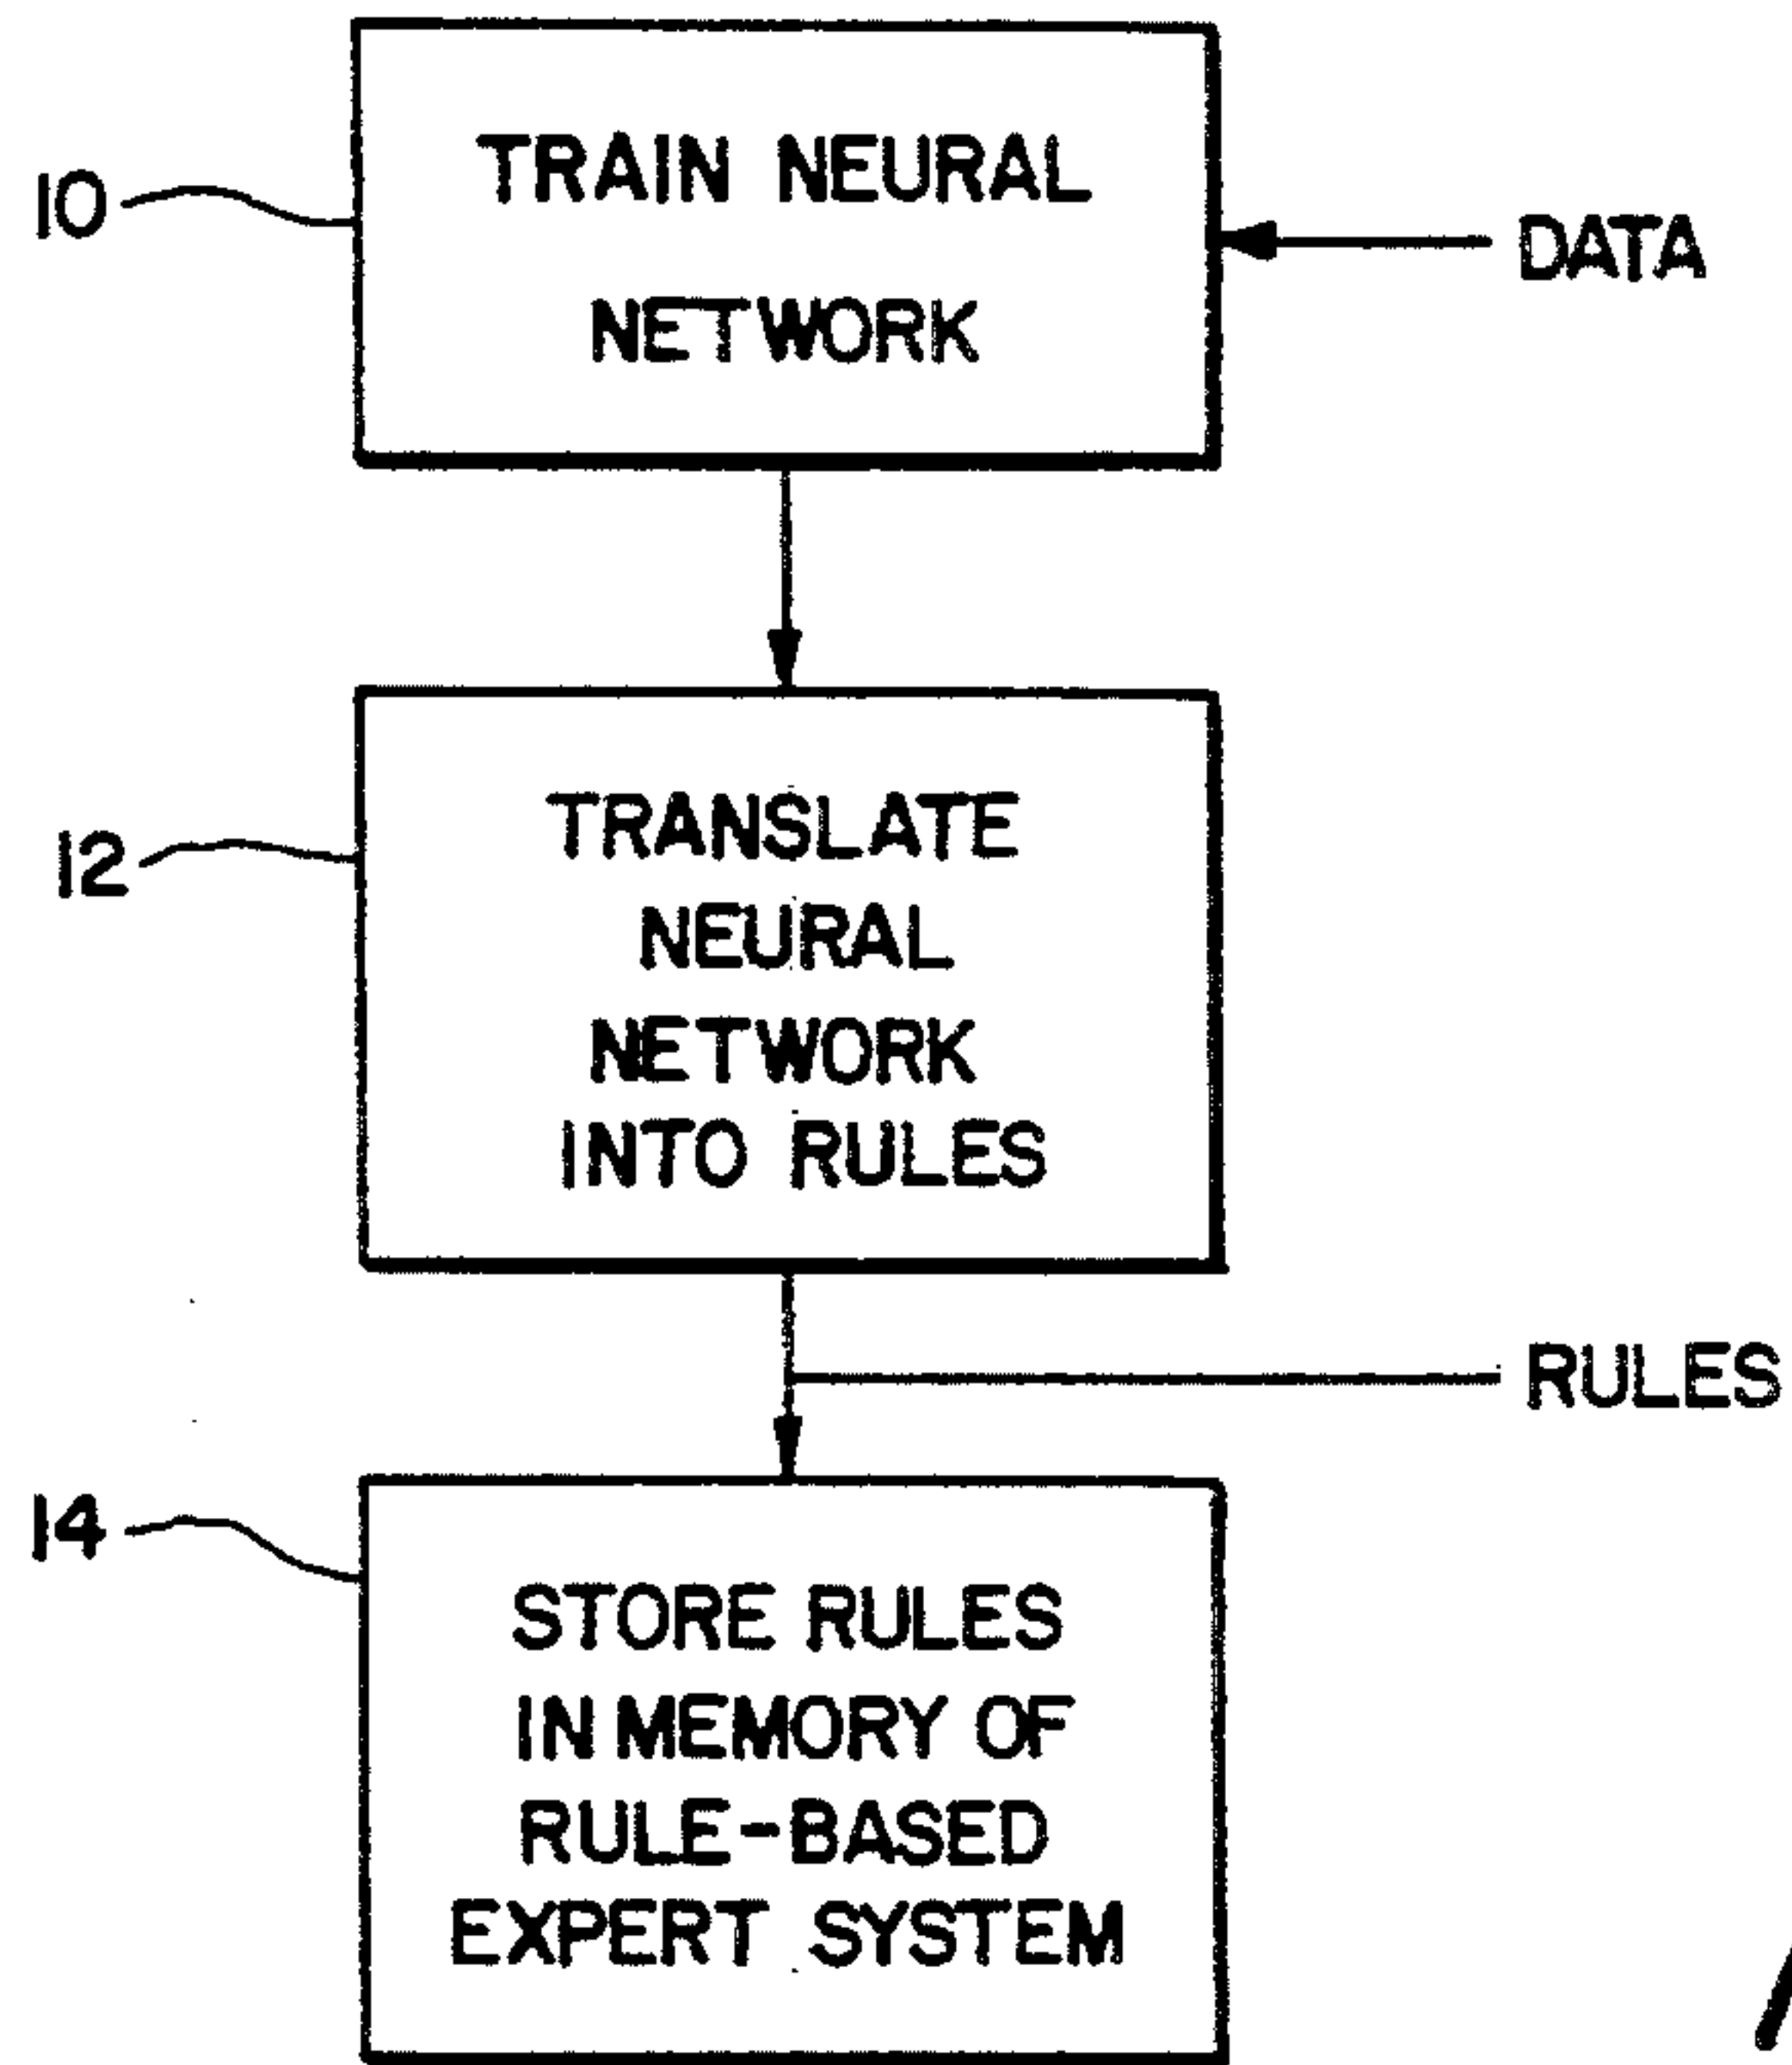 TRAIN NEURAL
NETWORK
10
DATA
TRANSLATE
NEURAL
NETWORK
INTO RULES
12
RULES
STORE RULES
IN MEMORY OF
RULE-BASED
EXPERT SYSTEM
14